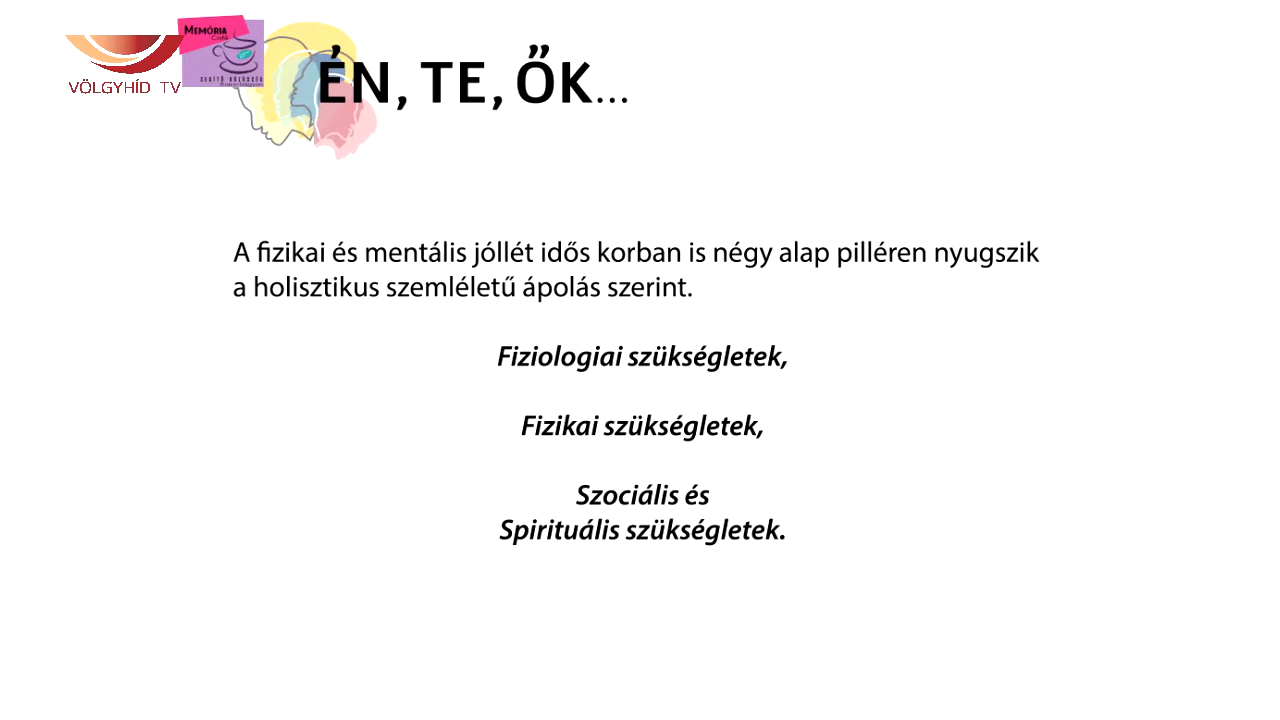 MEMÓRIA
Café
VÖLGYHÍD TV
ÉN, TE, ŐK...
A fizikai és mentális jóllét idős korban is négy alap pilléren nyugszik
a holisztikus szemléletű ápolás szerint.
Fiziologiai szükségletek,
Fizikai szükségletek,
Szociális és
Spirituális szükségletek.